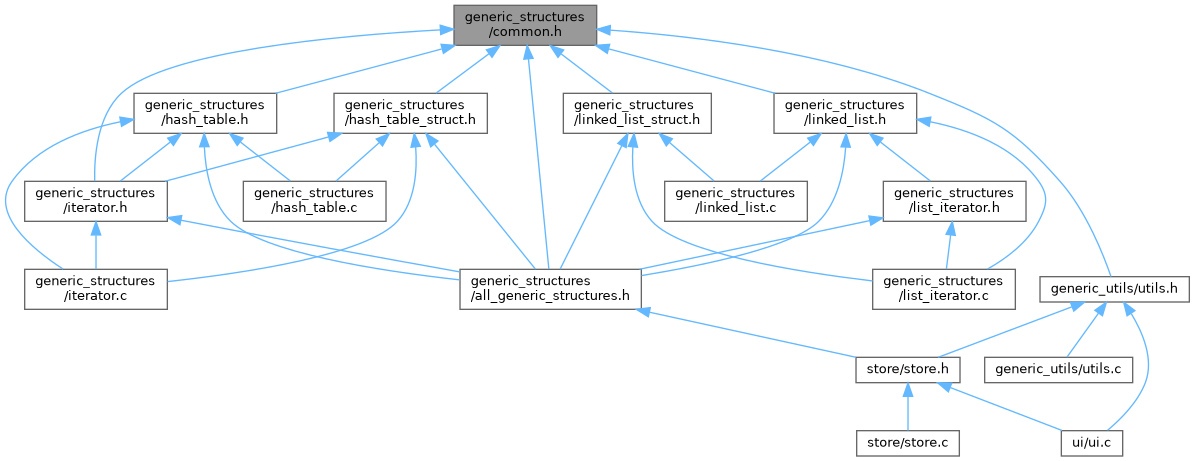 generic_structures
/common.h
generic_structures
/hash_table.h
generic_structures
/hash_table_struct.h
generic_structures
/linked_list_struct.h
generic_structures
/linked_list.h
generic_structures
/iterator.h
generic_structures
/hash_table.c
generic_structures
/linked_list.c
generic_structures
/list_iterator.h
generic_structures
/iterator.c
generic_structures
/all_generic_structures.h
generic_structures
/list_iterator.c
generic_utils/utils.h
store/store.h
generic_utils/utils.c
store/store.c
ui/ui.c